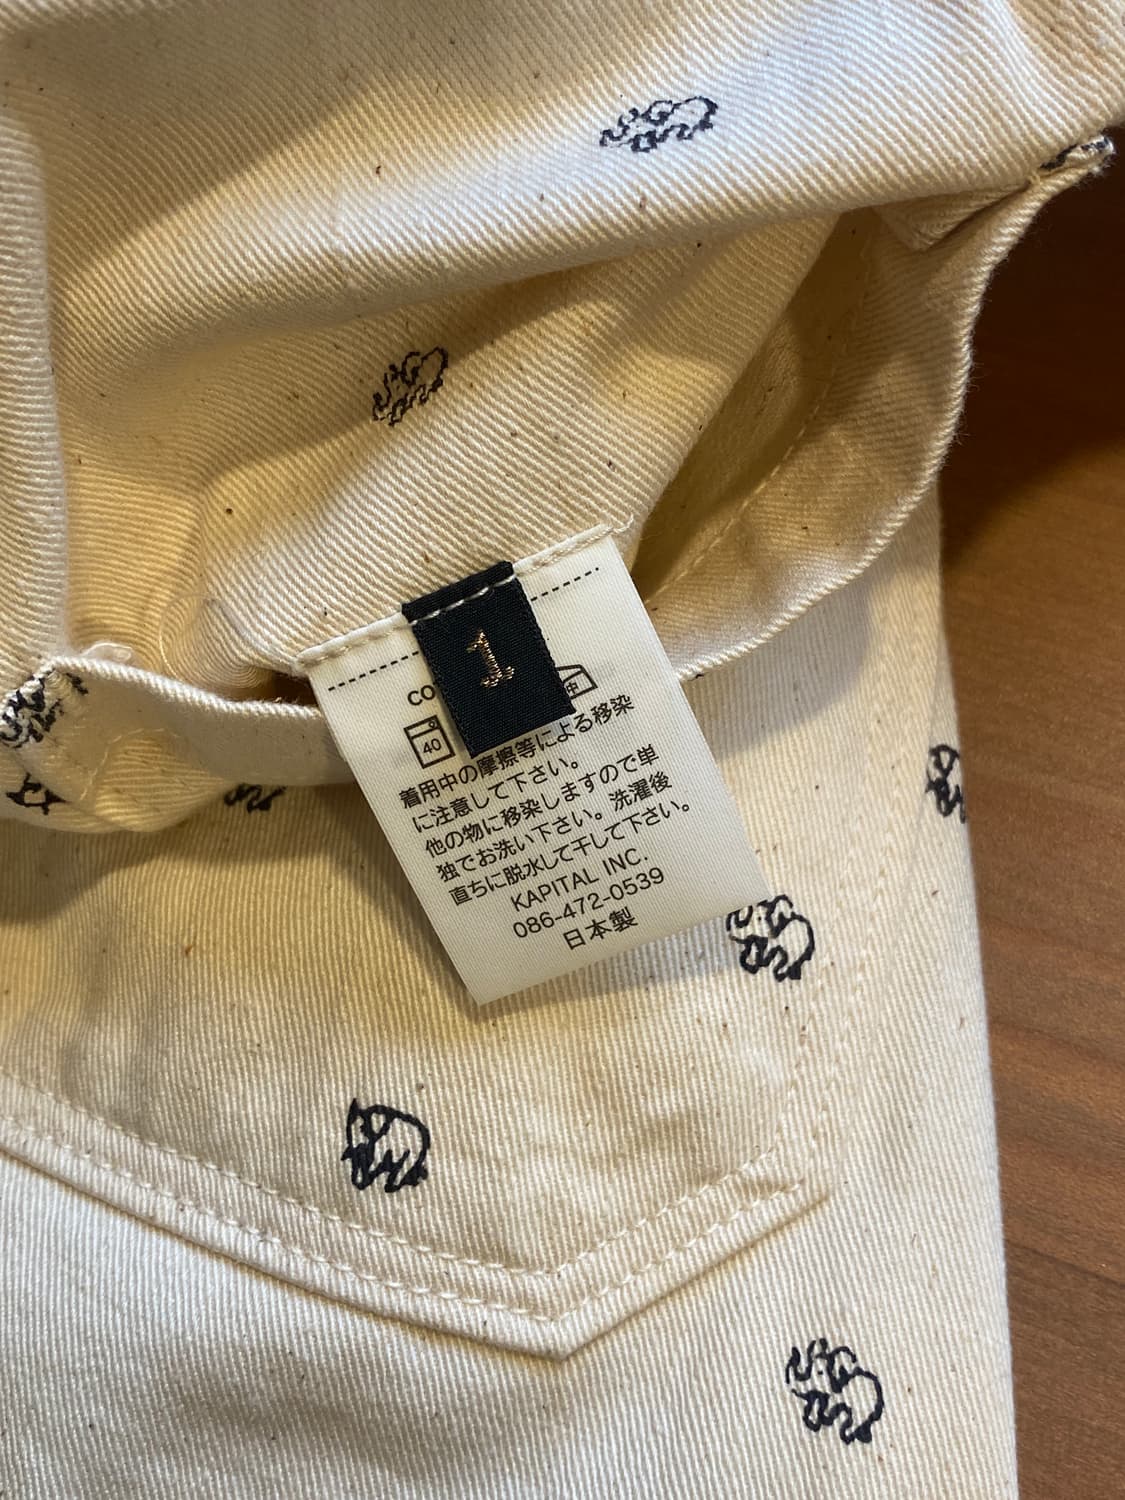 1
CO
中
40
着用中の摩擦等による移染
に注意して下さい。
他の物に移染しますので単
独でお洗い下さい。洗濯後
直ちに脱水して干して下さい。
KAPITAL INC.
086-472-0539
日本製